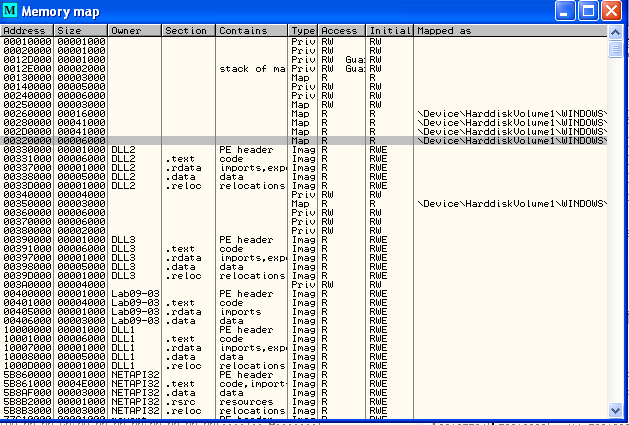 M Memory map
Address Size Owner Section Contains Type Access Initial Mapped as
00010000 00001000 Priv RW RW
00020000 00001000 Priv RW RW
0012D000 00001000 Priv RW Gua RW
0012E000 00002000 stack of ma Priv RW Gua RW
00130000 00003000 Map R R
00140000 00005000 Priv RW RW
00240000 00006000 Priv RW RW
00250000 00003000 Map RW RW
00260000 00016000 Map R R \Device\HarddiskVolume1\WINDOWS\
00280000 00041000 Map R R \Device\HarddiskVolume1\WINDOWS\
002D0000 00041000 Map R R \Device\HarddiskVolume1\WINDOWS\
00320000 00006000 Map R R \Device\HarddiskVolume1\WINDOWS\
00330000 00001000 DLL2 PE header Imag R RWE
00331000 00006000 DLL2 .text code Imag R RWE
00337000 00001000 DLL2 .rdata imports,exp Imag R RWE
00338000 00005000 DLL2 .data data Imag R RWE
0033D000 00001000 DLL2 .reloc relocations Imag R RWE
00340000 00004000 Priv RW RW
00350000 00003000 Map R R \Device\HarddiskVolume1\WINDOWS\
00360000 00002000 Priv RW RW
00370000 00006000 Priv RW RW
00380000 00002000 Priv RW RW
00390000 00001000 DLL3 PE header Imag R RWE
00391000 00006000 DLL3 .text code Imag R RWE
00397000 00001000 DLL3 .rdata imports,exp Imag R RWE
00398000 00005000 DLL3 .data data Imag R RWE
0039D000 00001000 DLL3 .reloc relocations Imag R RWE
003A0000 00004000 Priv RW RW
00400000 00001000 Lab09-03 PE header Imag R RWE
00401000 00004000 Lab09-03 .text code Imag R RWE
00405000 00001000 Lab09-03 .rdata imports Imag R RWE
00406000 00003000 Lab09-03 .data data Imag R RWE
10000000 00001000 DLL1 PE header Imag R RWE
10001000 00006000 DLL1 .text code Imag R RWE
10007000 00001000 DLL1 .rdata imports,exp Imag R RWE
10008000 00005000 DLL1 .data data Imag R RWE
1000D000 00001000 DLL1 .reloc relocations Imag R RWE
5B860000 00001000 NETAPI32 PE header Imag R RWE
5B861000 0004E000 NETAPI32 .text code,import Imag R RWE
5B8AF000 00003000 NETAPI32 .data data Imag R RWE
5B8B2000 00001000 NETAPI32 .rsrc resources Imag R RWE
5B8B3000 00003000 NETAPI32 .reloc relocations Imag R RWE